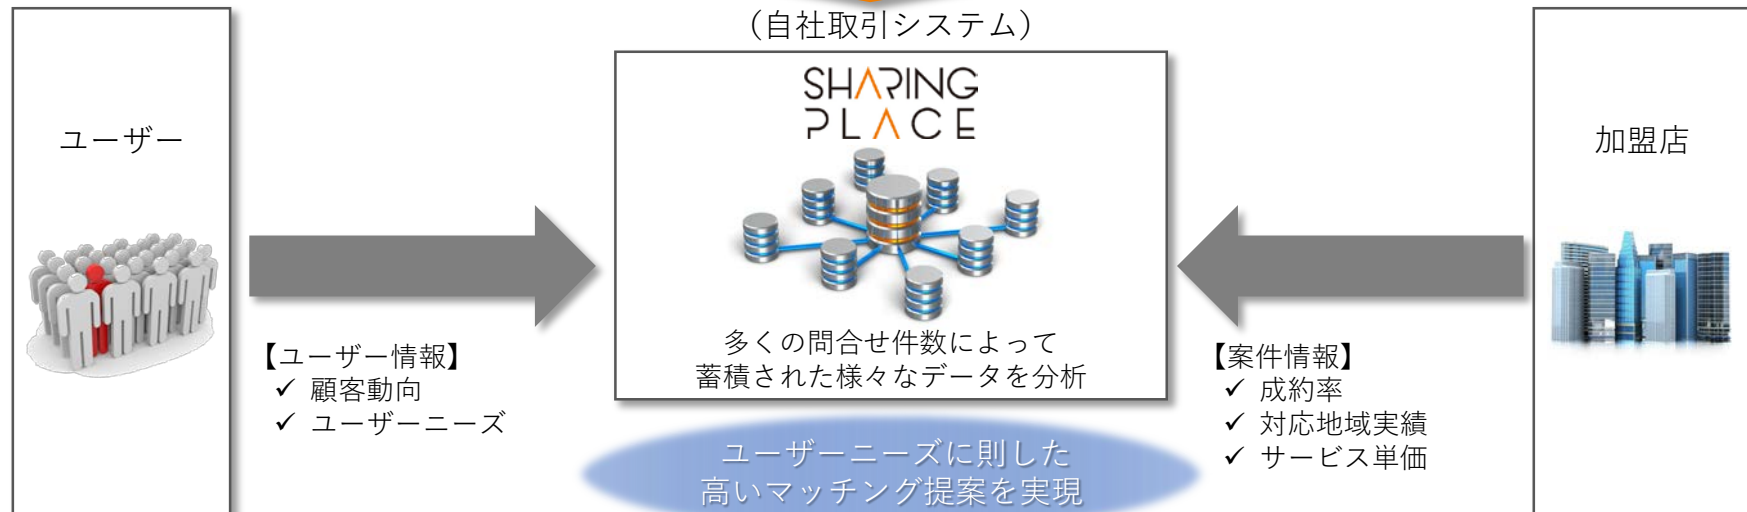 (自社取引システム)
SHARING
PLACE
ユーザー
加盟店
多くの問合せ件数によって
蓄積された様々なデータを分析
【ユーザー情報】
✓ 顧客動向
✓ ユーザーニーズ
【案件情報】
✓ 成約率
✓ 対応地域実績
✓ サービス単価
ユーザーニーズに則した
高いマッチング提案を実現